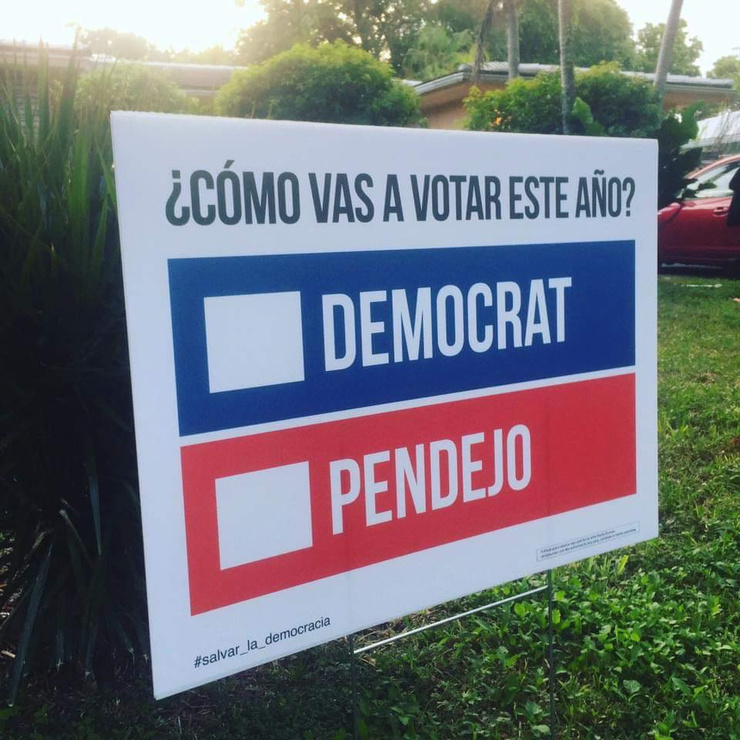 ¿CÓMO VAS A VOTAR ESTE AÑO?
DEMOCRAT
PENDEJO
#salvar_la_democracia